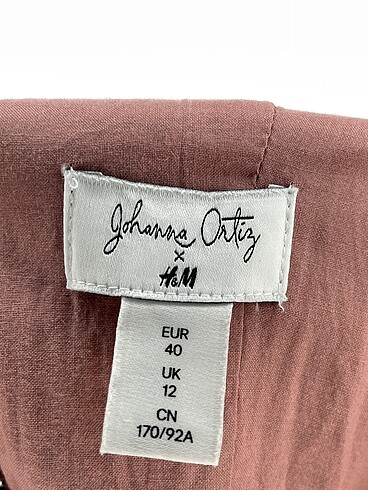 Johanna Ortiz
x
H&M
EUR
40
UK
12
CN
170/92A